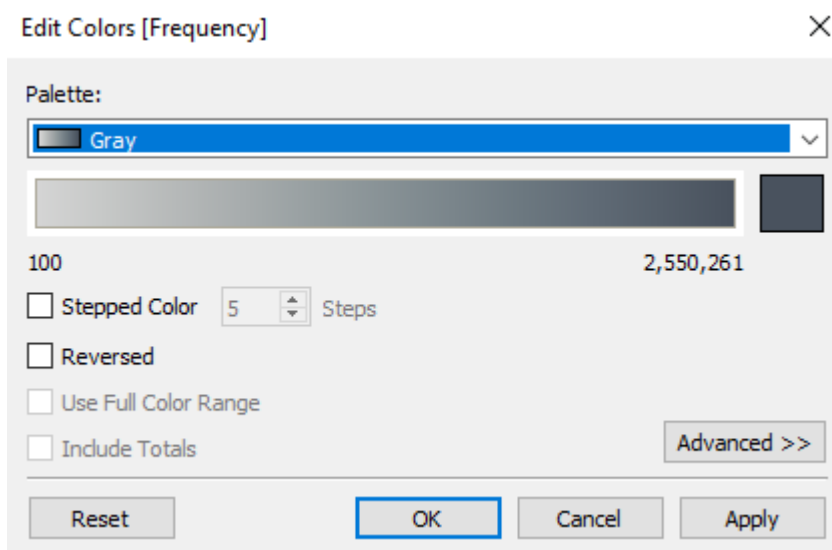 Edit Colors [Frequency]
Palette:
Gray
100 2,550,261
Stepped Color 5 Steps
Reversed
Use Full Color Range
Include Totals
Advanced >>
Reset OK Cancel Apply